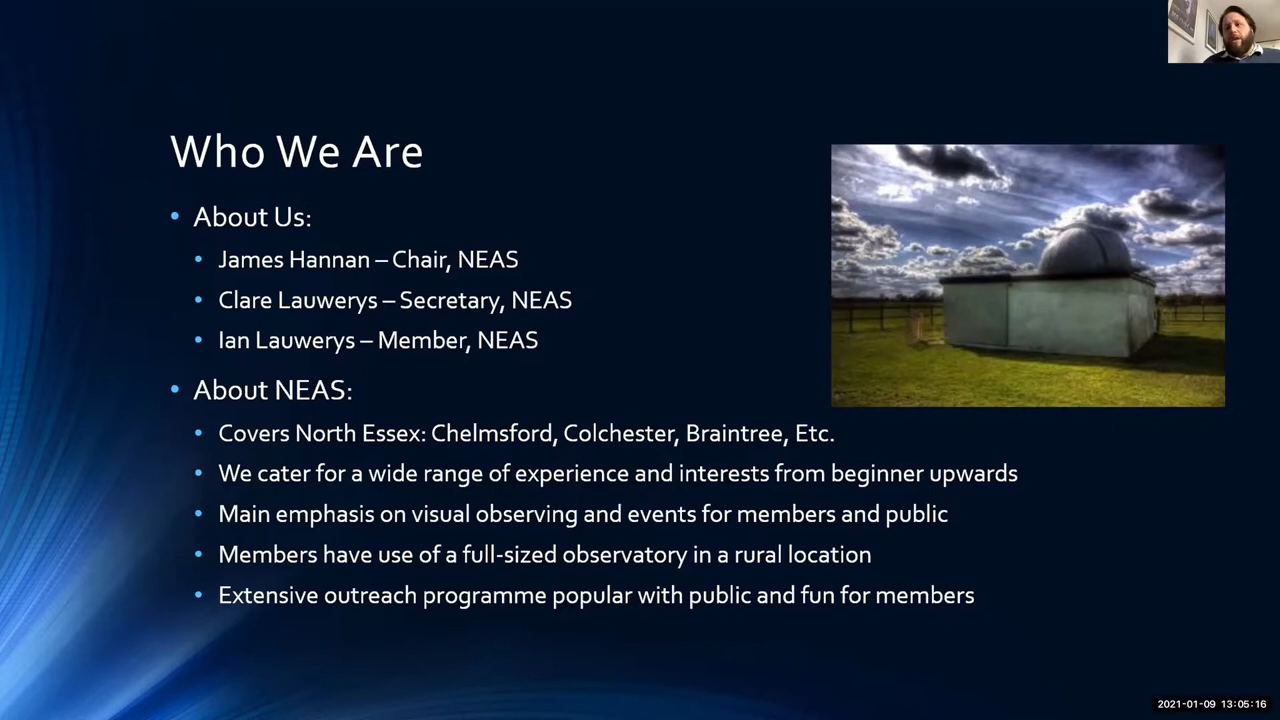 Who We Are
• About Us:
• James Hannan – Chair, NEAS
• Clare Lauwerys – Secretary, NEAS
• Ian Lauwerys – Member, NEAS
• About NEAS:
• Covers North Essex: Chelmsford, Colchester, Braintree, Etc.
• We cater for a wide range of experience and interests from beginner upwards
• Main emphasis on visual observing and events for members and public
• Members have use of a full-sized observatory in a rural location
• Extensive outreach programme popular with public and fun for members
2021-01-09 13:05:16